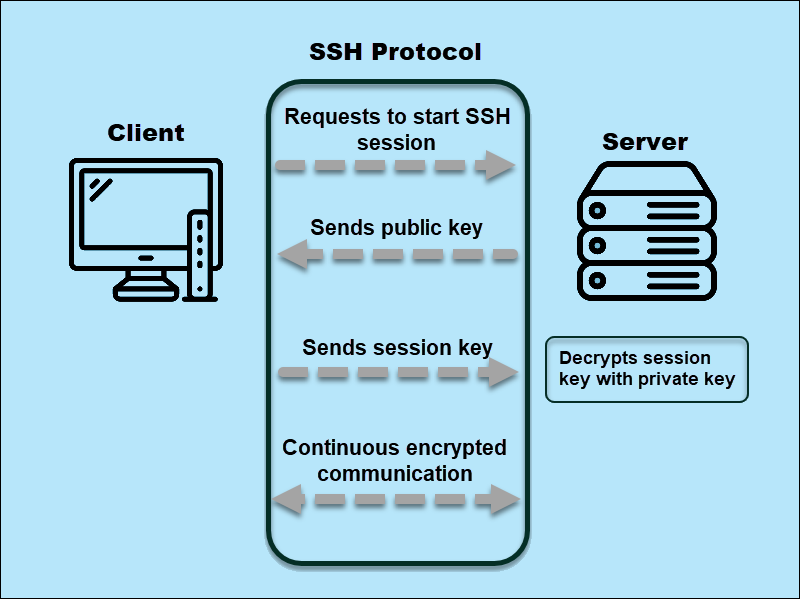 SSH Protocol
Client
Server
Requests to start SSH
session
Sends public key
Sends session key
Decrypts session
key with private key
Continuous encrypted
communication